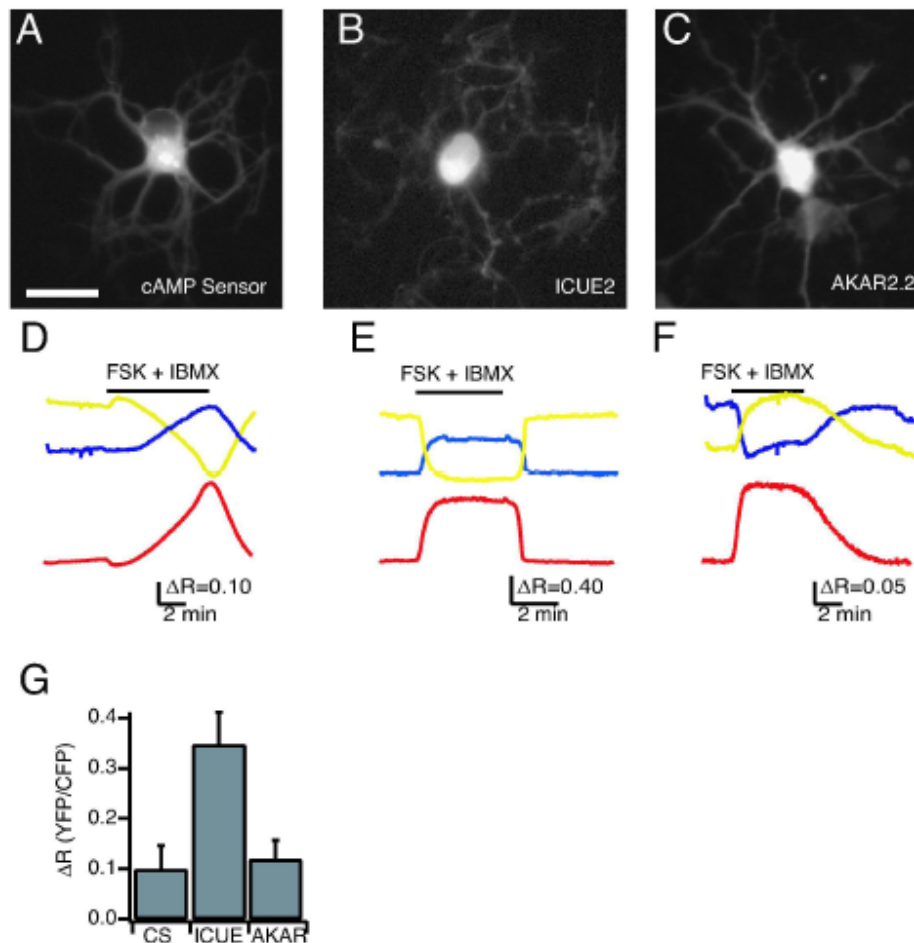 A
B
C
cAMP Sensor
ICUE2
AKAR2.2
D
E
F
FSK + IBMX
FSK + IBMX
FSK + IBMX
ΔR=0.10
2 min
ΔR=0.40
2 min
ΔR=0.05
2 min
G
ΔR (YFP/CFP)
0.4
0.3
0.2
0.1
0.0
CS
ICUE
AKAR